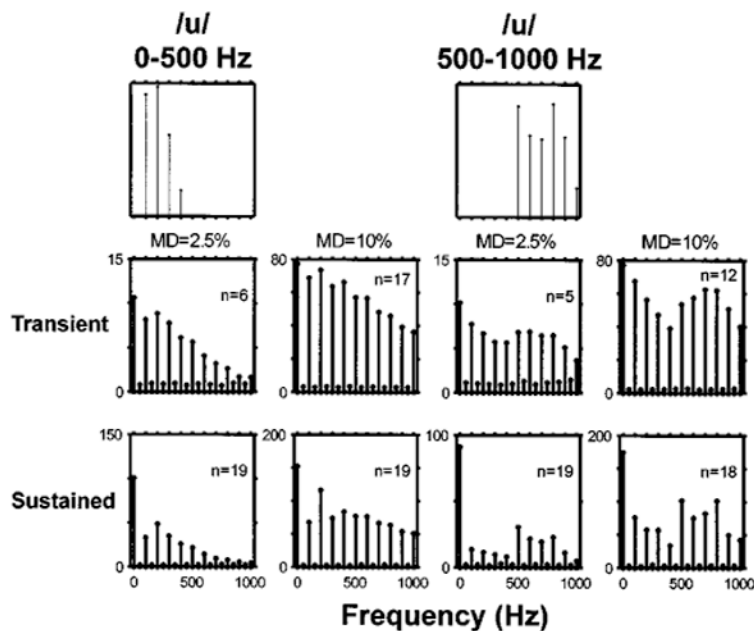 /u/ /u/
0-500 Hz 500-1000 Hz
MD=2.5% MD=10% MD=2.5% MD=10%
15 80 15 80
n=6 n=17 n=5 n=12
Transient
0 0 0 0
150 200 100 200
n=19 n=19 n=19 n=18
Sustained
0 0 0 0
0 500 1000 0 500 1000 0 500 1000 0 500 1000
Frequency (Hz)